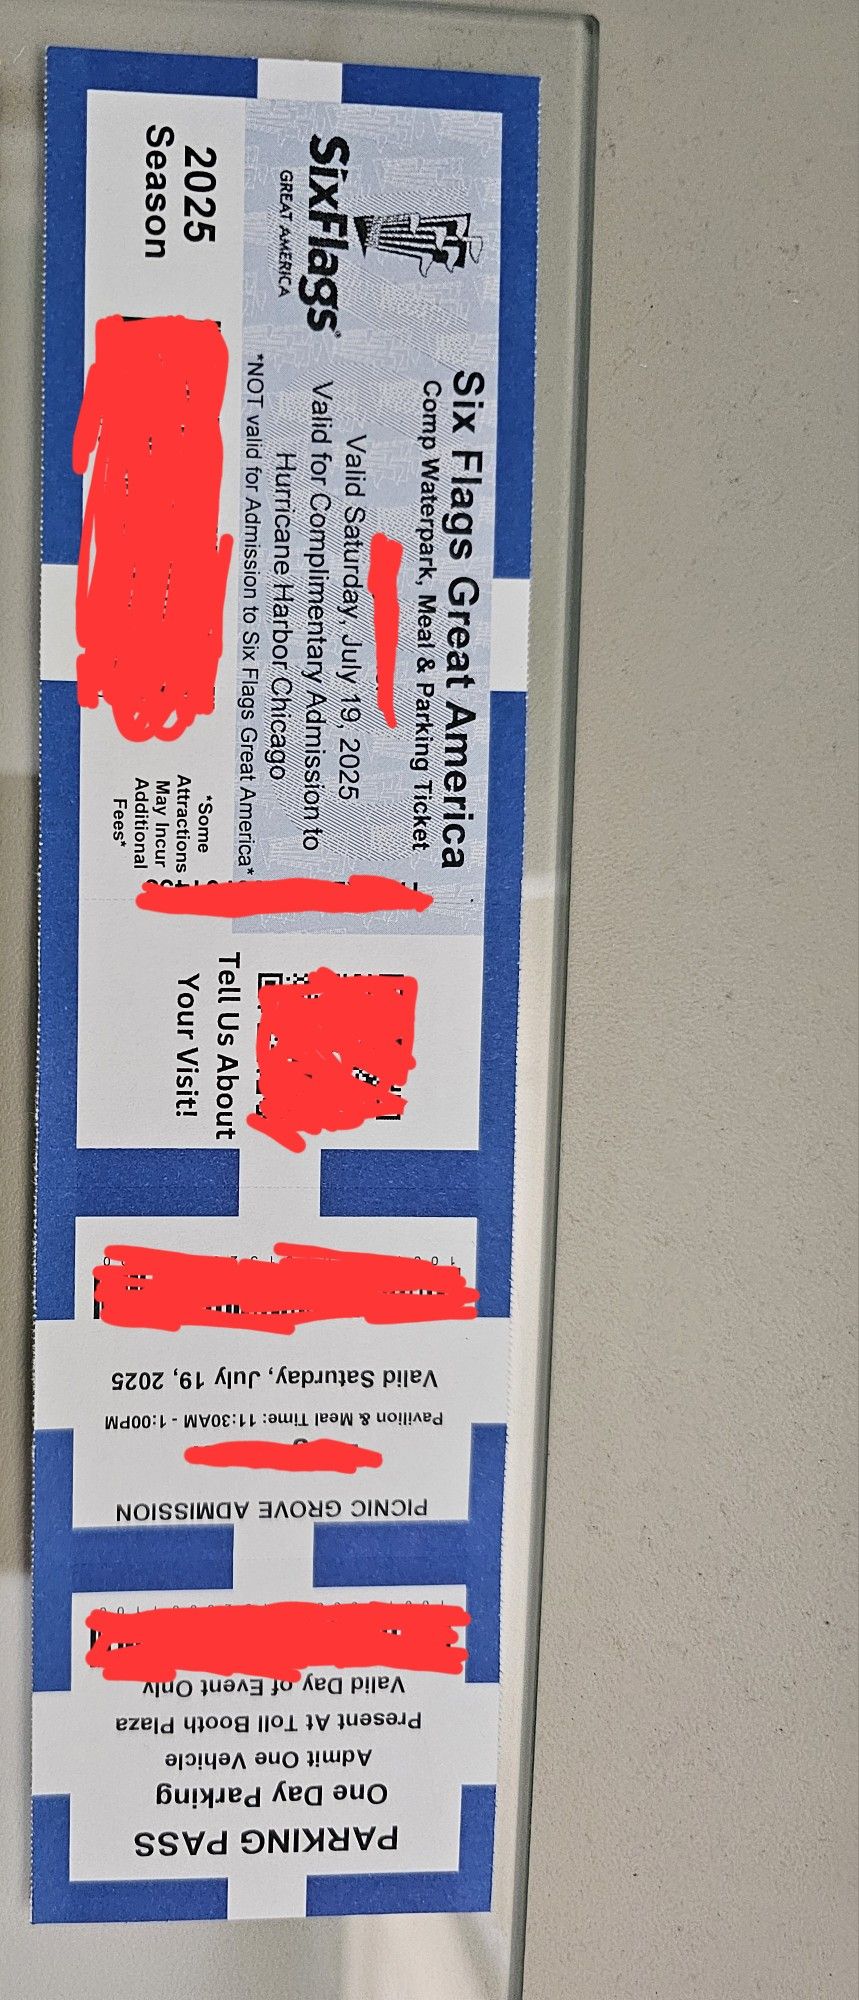 Six Flags Great America
Comp Waterpark, Meal & Parking Ticket
Valid Saturday, July 19, 2025
Valid for Complimentary Admission to
Hurricane Harbor Chicago
*NOT valid for Admission to Six Flags Great America*
SixFlags
GREAT AMERICA
2025
Season
*Some
Attractions
May Incur
Additional
Fees*
Tell Us About
Your Visit!
PARKING PASS
One Day Parking
Admit One Vehicle
Present At Toll Booth Plaza
Valid Day of Event Only
PICNIC GROVE ADMISSION
Pavilion & Meal Time: 11:30AM - 1:00PM
Valid Saturday, July 19, 2025